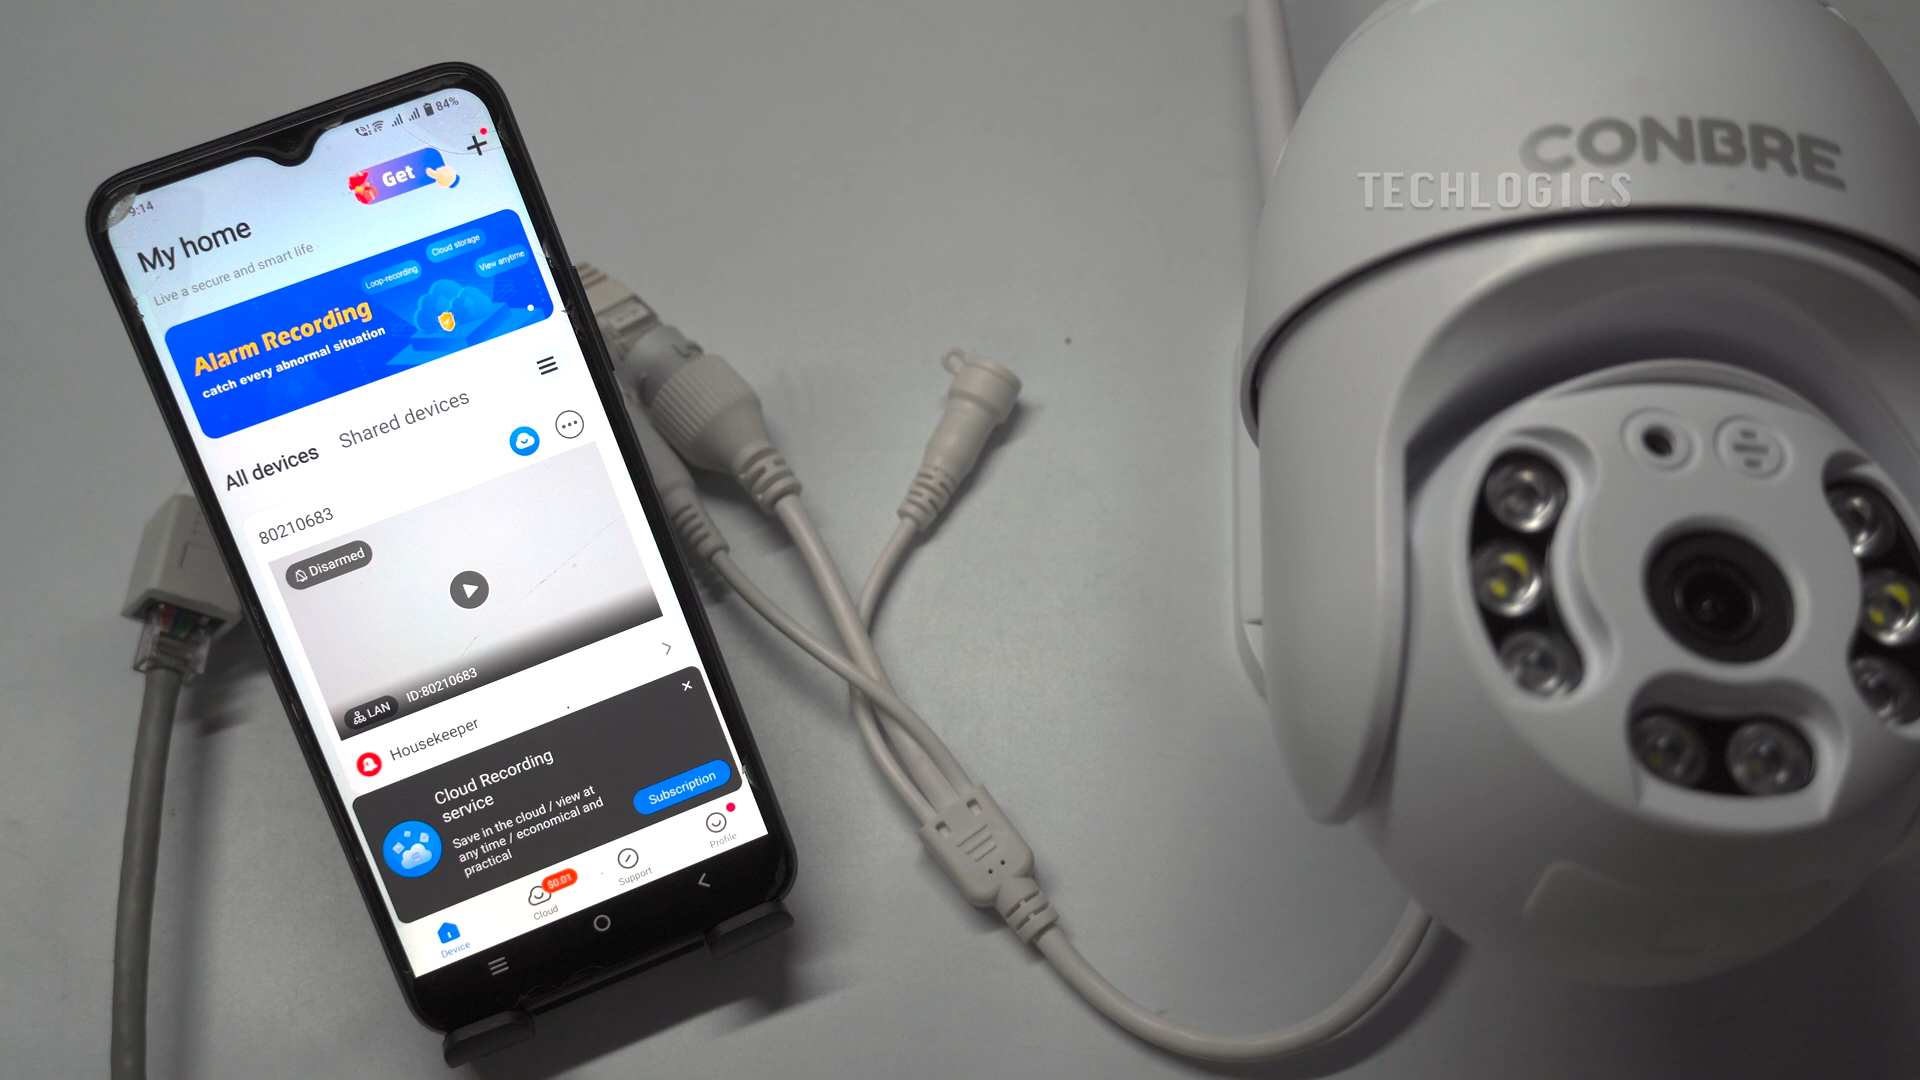 9:14
84%
Get
My home
Live a secure and smart life
Cloud storage
Loop-recording
View anytime
Alarm Recording
catch every abnormal situation
All devices
Shared devices
80210683
Disarmed
LAN
ID:80210683
Housekeeper
Cloud Recording
service
Save in the cloud / view at
any time / economical and
practical
Subscription
Device
$0.01
Cloud
Support
Profile
CONBRE
TECHLOGICS